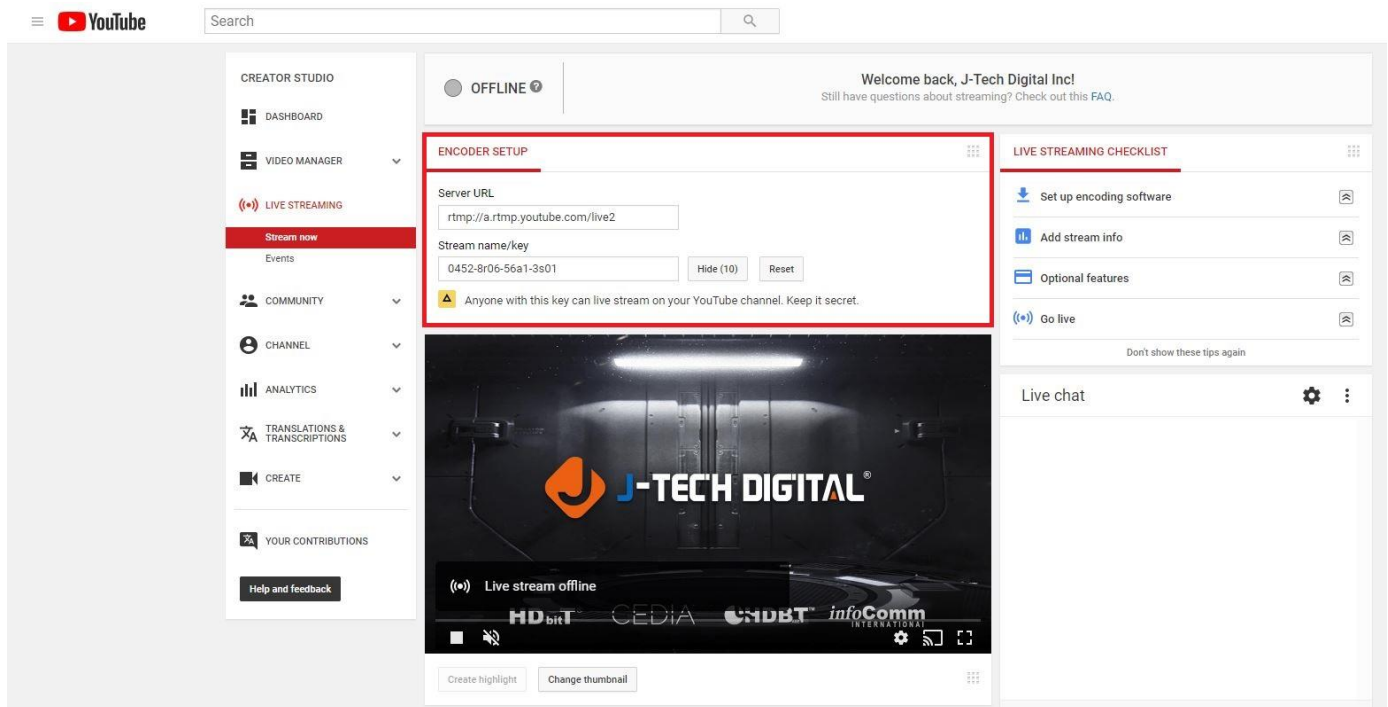 YouTube
Search
CREATOR STUDIO
DASHBOARD
VIDEO MANAGER
LIVE STREAMING
Stream now
Events
COMMUNITY
CHANNEL
ANALYTICS
TRANSLATIONS &
TRANSCRIPTIONS
CREATE
YOUR CONTRIBUTIONS
Help and feedback
OFFLINE
Welcome back, J-Tech Digital Inc!
Still have questions about streaming? Check out this FAQ.
ENCODER SETUP
Server URL
rtmp://a.rtmp.youtube.com/live2
Stream name/key
0452-8r06-56a1-3s01
Hide (10)
Reset
Anyone with this key can live stream on your YouTube channel. Keep it secret.
J-TECH DIGITAL®
Live stream offline
HDbitT CEDIA HDBT infoComm
INTERNATIONAL
Create highlight
Change thumbnail
LIVE STREAMING CHECKLIST
Set up encoding software
Add stream info
Optional features
Go live
Don't show these tips again
Live chat